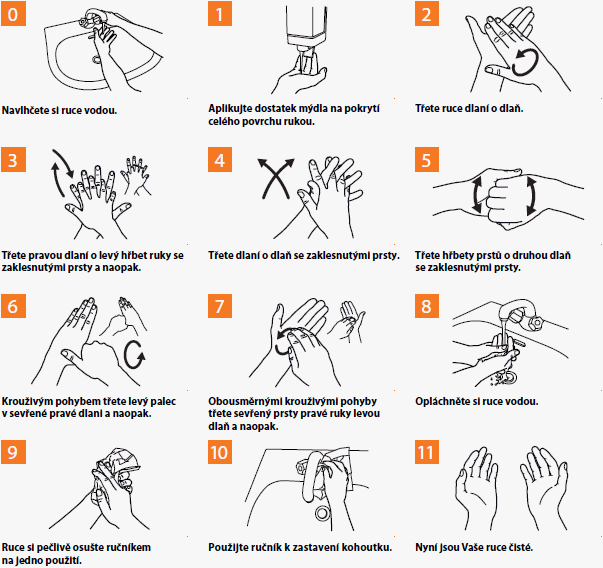 0
Navlhčete si ruce vodou.
1
Aplikujte dostatek mýdla na pokrytí
celého povrchu rukou.
2
Třete ruce dlaní o dlaň.
3
Třete pravou dlaní o levý hřbet ruky se
zaklesnutými prsty a naopak.
4
Třete dlaní o dlaň se zaklesnutými prsty.
5
Třete hřbety prstů o druhou dlaň
se zaklesnutými prsty.
6
Krouživým pohybem třete levý palec
v sevřené pravé dlani a naopak.
7
Obousměrnými krouživými pohyby
třete sevřený prsty pravé ruky levou
dlaň a naopak.
8
Opláchněte si ruce vodou.
9
Ruce si pečlivě osušte ručníkem
na jedno použití.
10
Použijte ručník k zastavení kohoutku.
11
Nyní jsou Vaše ruce čisté.